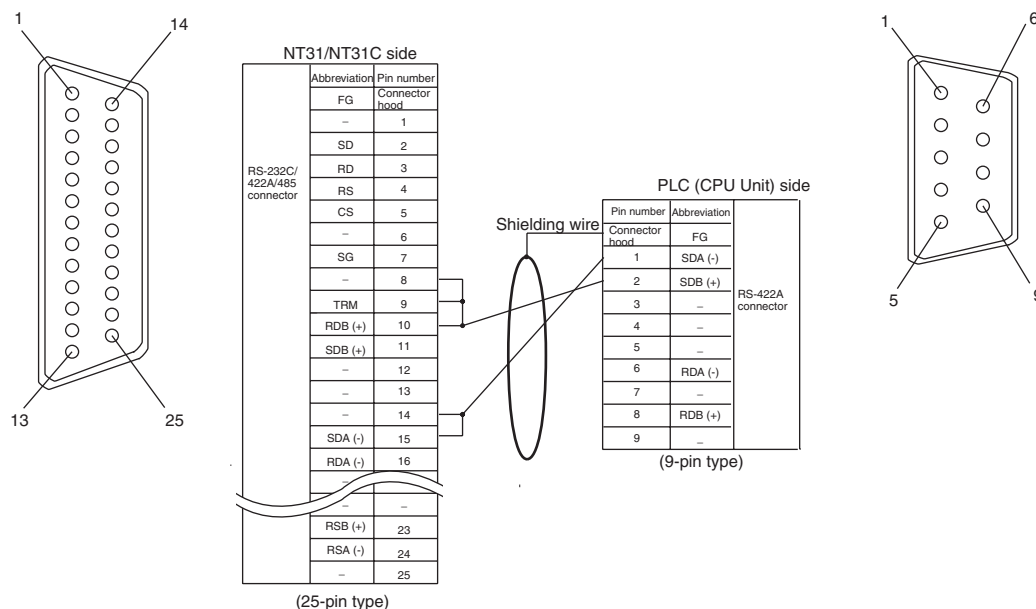 1
14
13
25
NT31/NT31C side
Abbreviation Pin number
FG Connector hood
– 1
SD 2
RD 3
RS 4
CS 5
– 6
SG 7
– 8
TRM 9
RDB (+) 10
SDB (+) 11
– 12
– 13
– 14
SDA (-) 15
RDA (-) 16
–
– –
RSB (+) 23
RSA (-) 24
– 25
RS-232C/
422A/485
connector
(25-pin type)
Shielding wire
PLC (CPU Unit) side
Pin number Abbreviation
Connector hood FG
1 SDA (-)
2 SDB (+)
3 –
4 –
5 –
6 RDA (-)
7 –
8 RDB (+)
9 –
RS-422A
connector
(9-pin type)
1
6
5
9